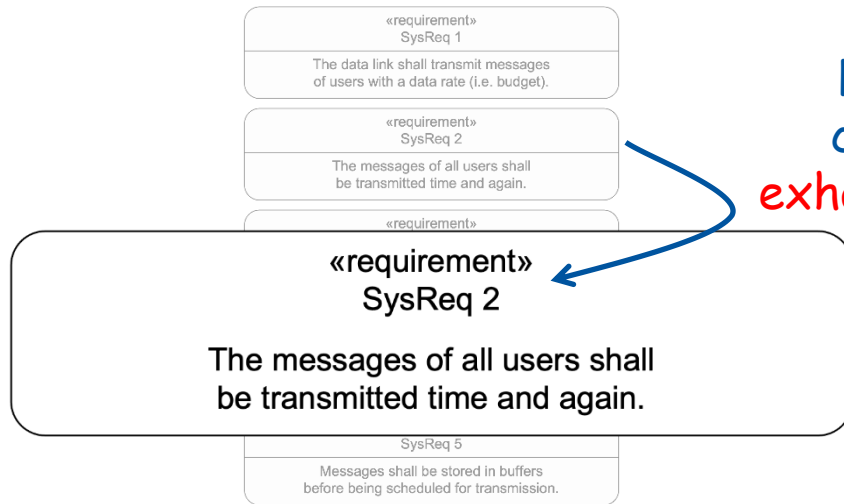 «requirement»
SysReq 1
The data link shall transmit messages
of users with a data rate (i.e. budget).
«requirement»
SysReq 2
The messages of all users shall
be transmitted time and again.
«requirement»
«requirement»
SysReq 2
The messages of all users shall
be transmitted time and again.
SysReq 5
Messages shall be stored in buffers
before being scheduled for transmission.